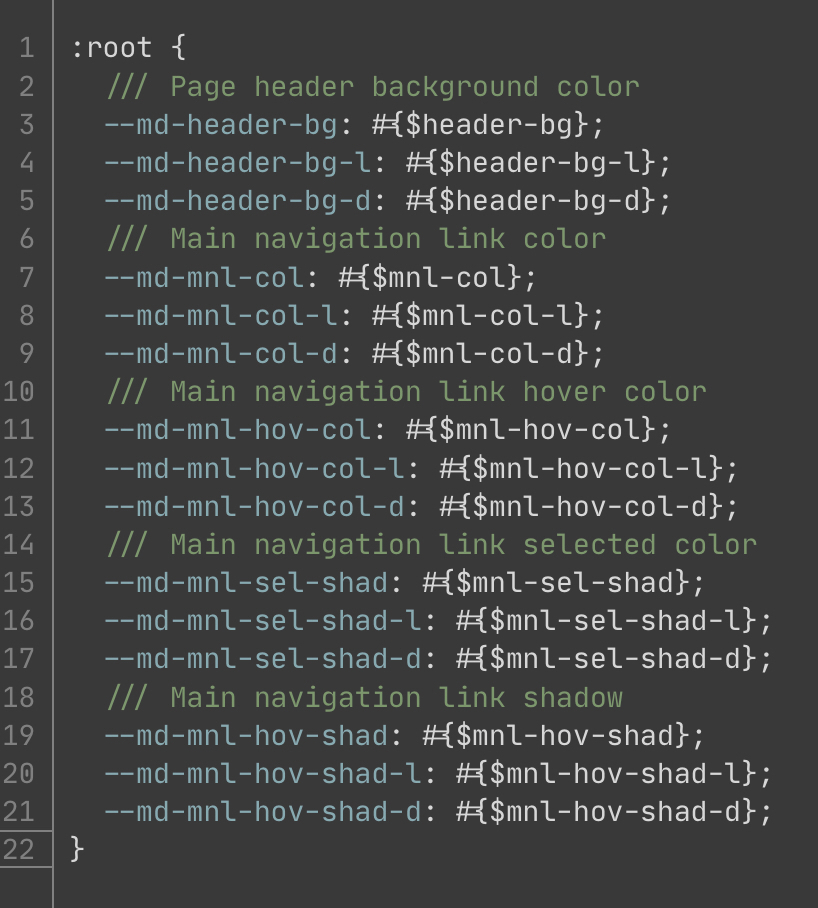 1 :root {
2 /// Page header background color
3 --md-header-bg: #{$header-bg};
4 --md-header-bg-l: #{$header-bg-l};
5 --md-header-bg-d: #{$header-bg-d};
6 /// Main navigation link color
7 --md-mnl-col: #{$mnl-col};
8 --md-mnl-col-l: #{$mnl-col-l};
9 --md-mnl-col-d: #{$mnl-col-d};
10 /// Main navigation link hover color
11 --md-mnl-hov-col: #{$mnl-hov-col};
12 --md-mnl-hov-col-l: #{$mnl-hov-col-l};
13 --md-mnl-hov-col-d: #{$mnl-hov-col-d};
14 /// Main navigation link selected color
15 --md-mnl-sel-shad: #{$mnl-sel-shad};
16 --md-mnl-sel-shad-l: #{$mnl-sel-shad-l};
17 --md-mnl-sel-shad-d: #{$mnl-sel-shad-d};
18 /// Main navigation link shadow
19 --md-mnl-hov-shad: #{$mnl-hov-shad};
20 --md-mnl-hov-shad-l: #{$mnl-hov-shad-l};
21 --md-mnl-hov-shad-d: #{$mnl-hov-shad-d};
22 }